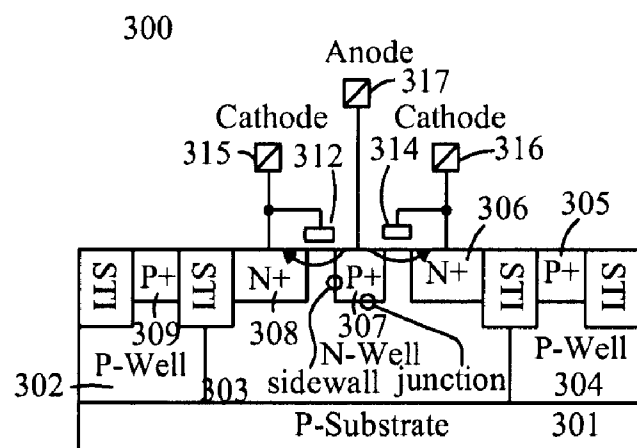 300
Anode
317
Cathode Cathode
315 312 314 316
306 305
STI P+ STI N+ P+ N+ STI P+ STI
309 308 307
P-Well N-Well P-Well
302 303 sidewall junction 304
P-Substrate 301